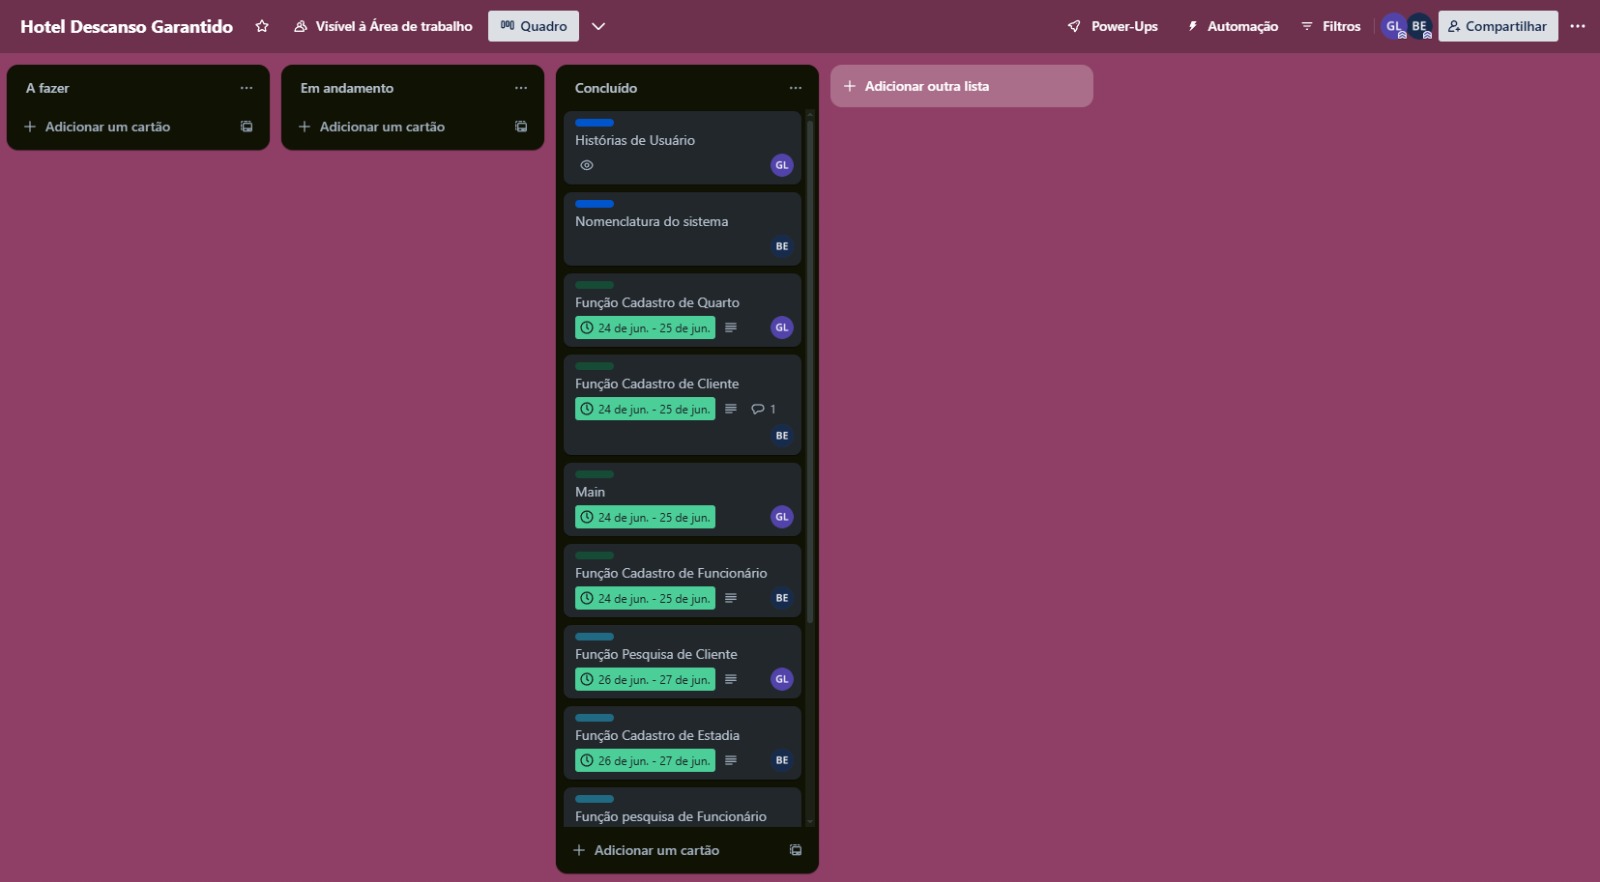 Hotel Descanso Garantido
Visível à Área de trabalho
Quadro
Power-Ups
Automação
Filtros
GL
BE
Compartilhar
A fazer
Adicionar um cartão
Em andamento
Adicionar um cartão
Concluído
Histórias de Usuário
GL
Nomenclatura do sistema
BE
Função Cadastro de Quarto
24 de jun. - 25 de jun.
GL
Função Cadastro de Cliente
24 de jun. - 25 de jun.
1
BE
Main
24 de jun. - 25 de jun.
GL
Função Cadastro de Funcionário
24 de jun. - 25 de jun.
BE
Função Pesquisa de Cliente
26 de jun. - 27 de jun.
GL
Função Cadastro de Estadia
26 de jun. - 27 de jun.
BE
Função pesquisa de Funcionário
Adicionar um cartão
Adicionar outra lista